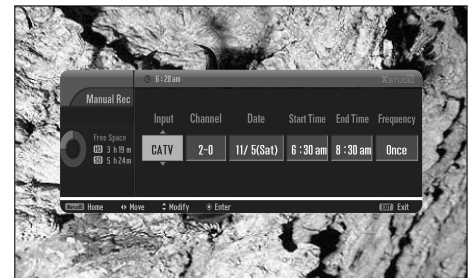 6:28 am XSTUDIO
Manual Rec
Input Channel Date Start Time End Time Frequency
Free Space
HD 3 h 19 m
SD 5 h 24 m
CATV 2-0 11/ 5(Sat) 6 :30 am 8 :30 am Once
Home Move Modify Enter EXIT Exit